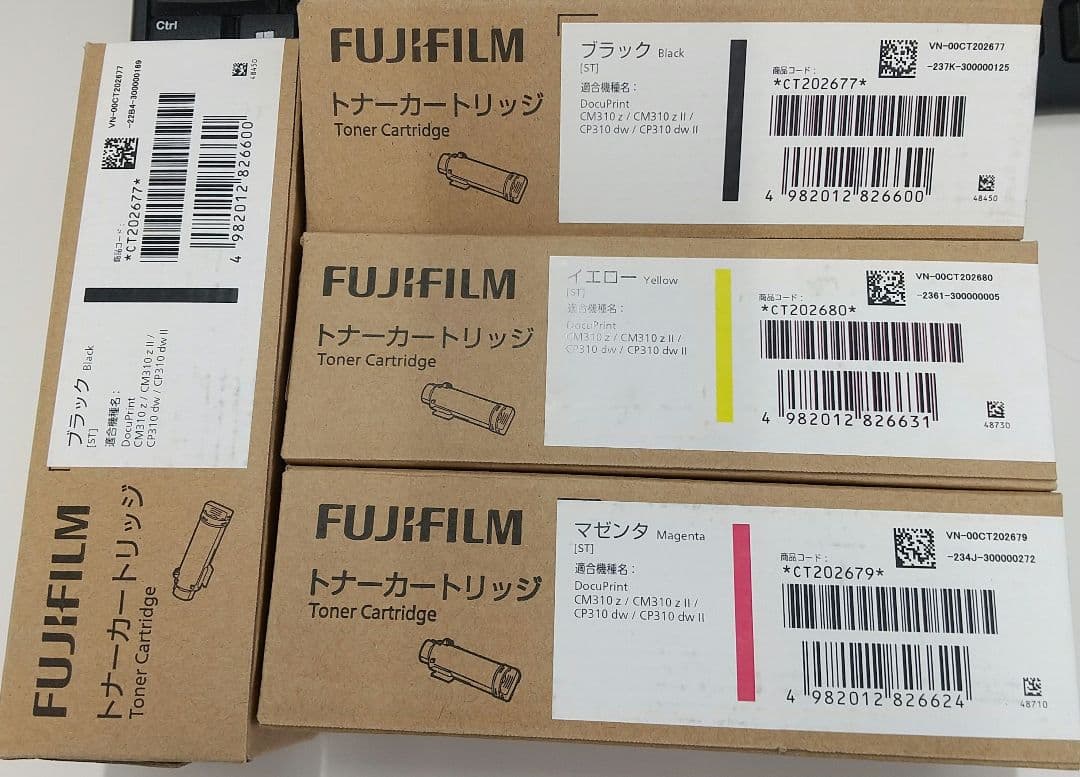 Ctrl
FUJIFILM
トナーカートリッジ
Toner Cartridge
ブラック Black
[ST]
適合機種名：
DocuPrint
CM310 z / CM310 z II /
CP310 dw / CP310 dw II
VN-00CT202677
-237K-300000125
商品コード：
*CT202677*
4 982012 826600
48450
FUJIFILM
トナーカートリッジ
Toner Cartridge
イエロー Yellow
[ST]
適合機種名：
DocuPrint
CM310 z / CM310 z II /
CP310 dw / CP310 dw II
VN-00CT202680
-2361-300000005
商品コード：
*CT202680*
4 982012 826631
48730
FUJIFILM
トナーカートリッジ
Toner Cartridge
マゼンタ Magenta
[ST]
適合機種名：
DocuPrint
CM310 z / CM310 z II /
CP310 dw / CP310 dw II
VN-00CT202679
-234J-300000272
商品コード：
*CT202679*
4 982012 826624
48710
FUJIFILM
トナーカートリッジ
Toner Cartridge
ブラック Black
[ST]
適合機種名：
DocuPrint
CM310 z / CM310 z II /
CP310 dw / CP310 dw II
VN-00CT202677
-22B4-300000189
商品コード：
*CT202677*
4 982012 826600
48450